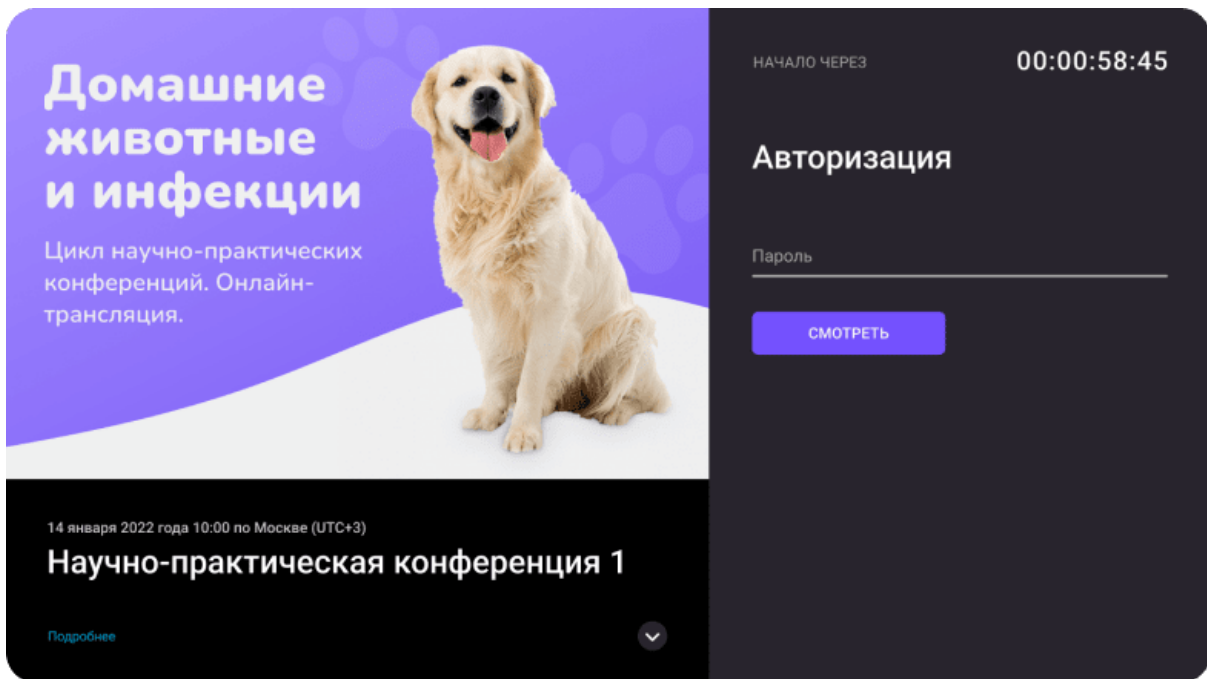 Домашние
животные
и инфекции
Цикл научно-практических
конференций. Онлайн-
трансляция.
14 января 2022 года 10:00 по Москве (UTC+3)
Научно-практическая конференция 1
Подробнее
НАЧАЛО ЧЕРЕЗ
00:00:58:45
Авторизация
Пароль
СМОТРЕТЬ